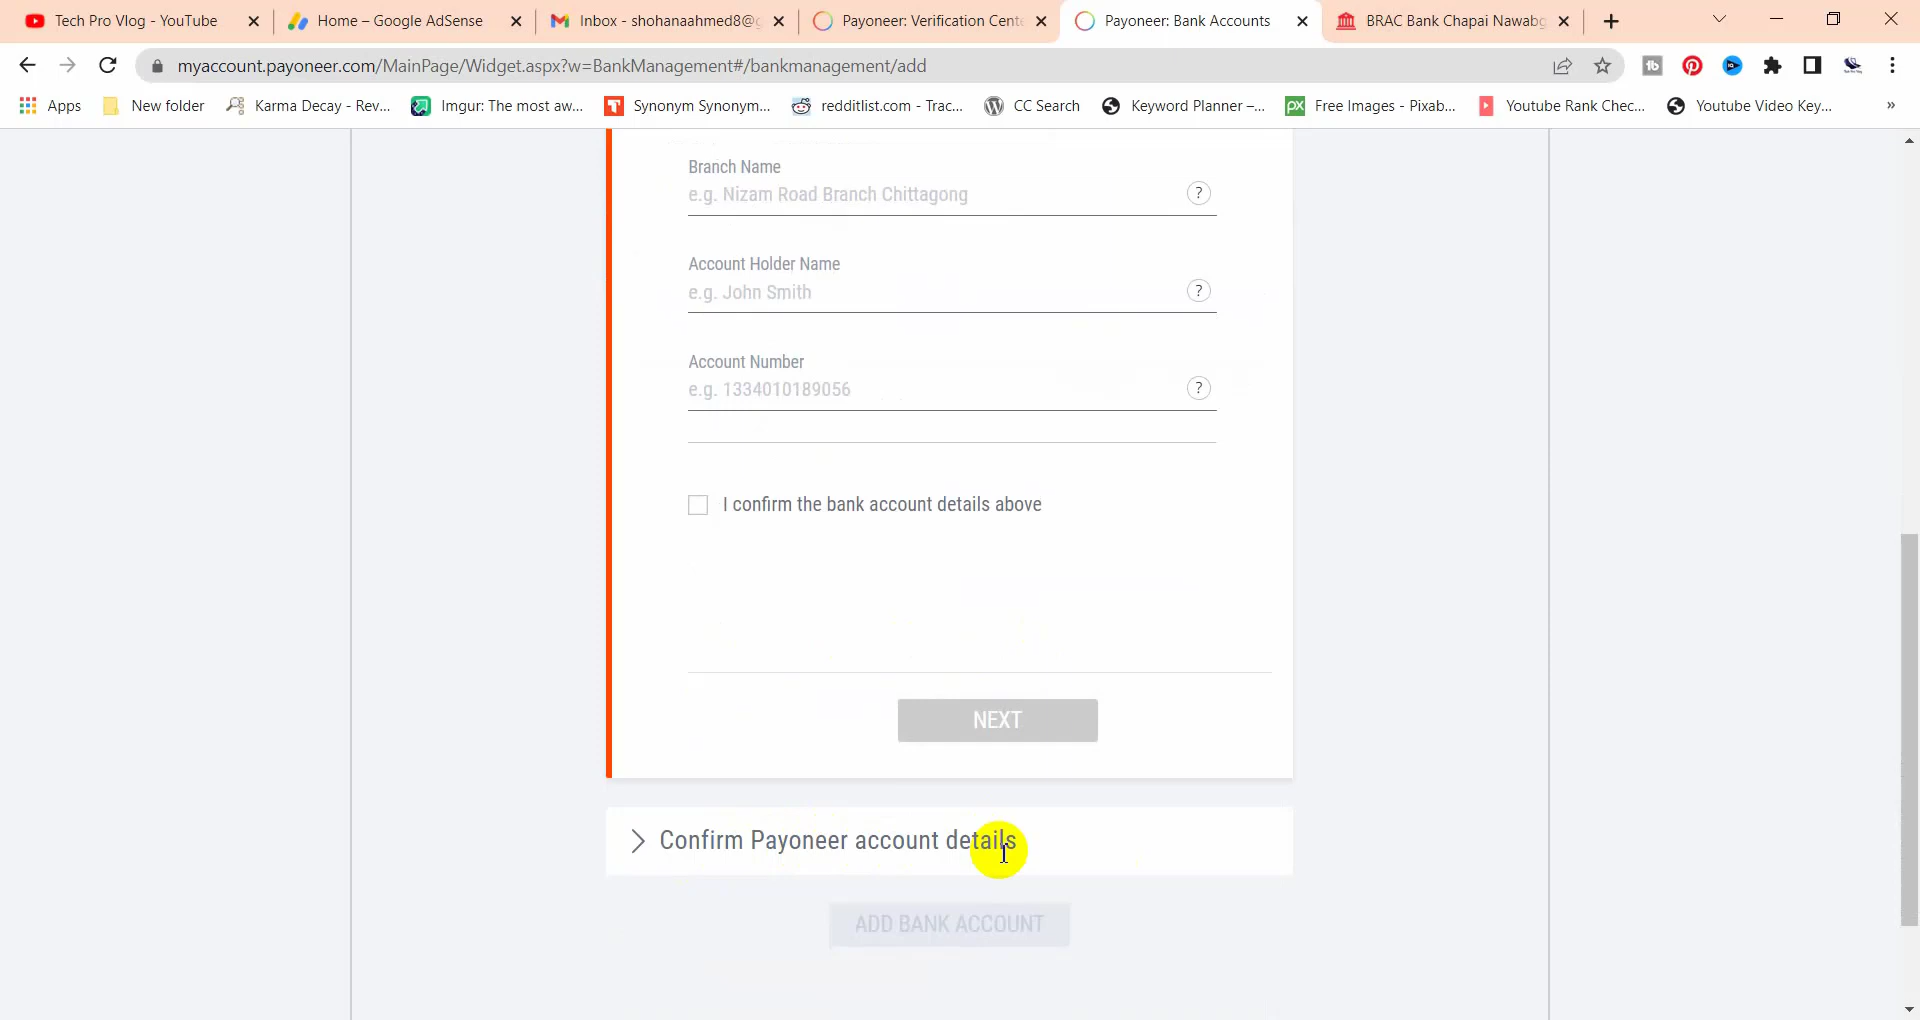 Tech Pro Vlog - YouTube
Home – Google AdSense
Inbox - shohanaahmed8@g
Payoneer: Verification Cente
Payoneer: Bank Accounts
BRAC Bank Chapai Nawabg
myaccount.payoneer.com/MainPage/Widget.aspx?w=BankManagement#/bankmanagement/add
Apps
New folder
Karma Decay - Rev...
Imgur: The most aw...
Synonym Synonym...
redditlist.com - Trac...
CC Search
Keyword Planner –...
Free Images - Pixab...
Youtube Rank Chec...
Youtube Video Key...
»
Branch Name
e.g. Nizam Road Branch Chittagong
?
Account Holder Name
e.g. John Smith
?
Account Number
e.g. 1334010189056
?
I confirm the bank account details above
NEXT
Confirm Payoneer account details
ADD BANK ACCOUNT